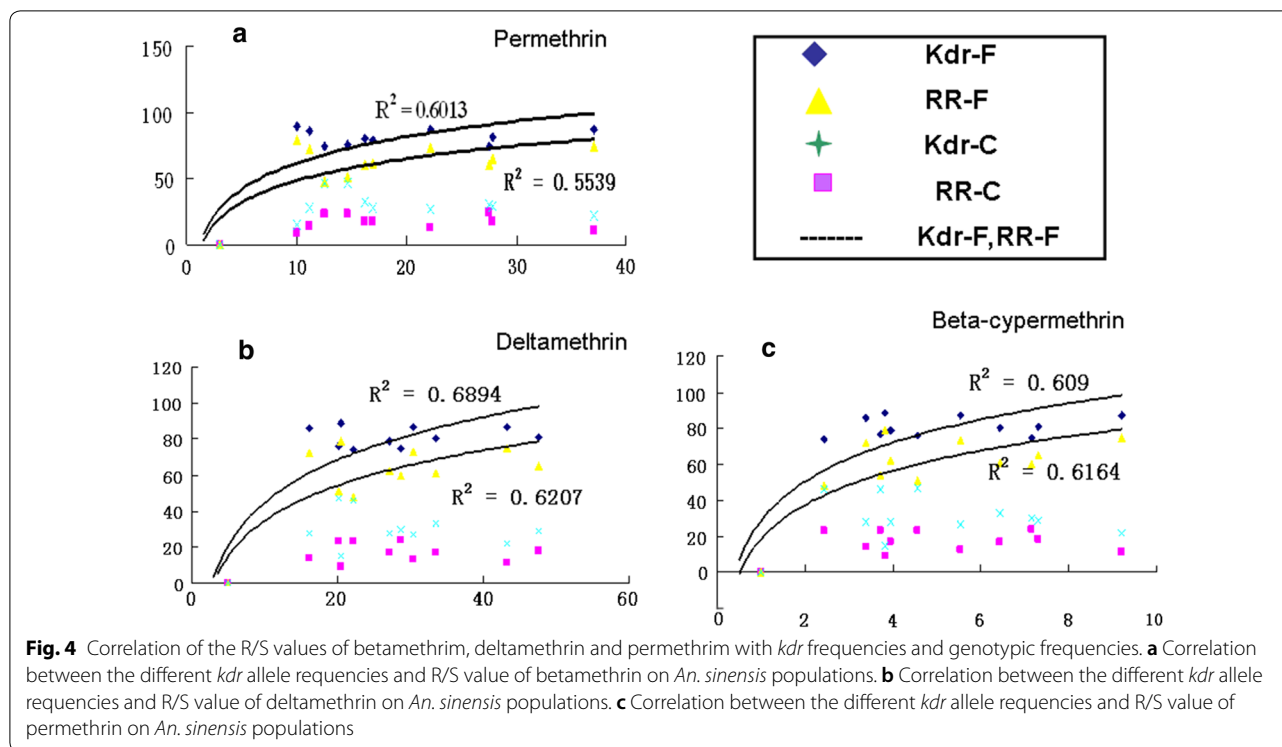 a
Permethrin
150
100
50
0
R² = 0.6013
R² = 0.5539
0 10 20 30 40
Kdr-F
RR-F
Kdr-C
RR-C
Kdr-F,RR-F
b
Deltamethrin
120
100
80
60
40
20
0
R² = 0.6894
R² = 0.6207
0 20 40 60
c
Beta-cypermethrin
120
100
80
60
40
20
0
R² = 0.609
R² = 0.6164
2 4 6 8 10
Fig. 4 Correlation of the R/S values of betamethrim, deltamethrin and permethrim with kdr frequencies and genotypic frequencies. a Correlation
between the different kdr allele requencies and R/S value of betamethrin on An. sinensis populations. b Correlation between the different kdr allele
requencies and R/S value of deltamethrin on An. sinensis populations. c Correlation between the different kdr allele requencies and R/S value of
permethrin on An. sinensis populations